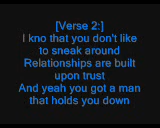 [Verse 2:]
I kno that you don't like
to sneak around
Relationships are built
upon trust
And yeah you got a man
that holds you down